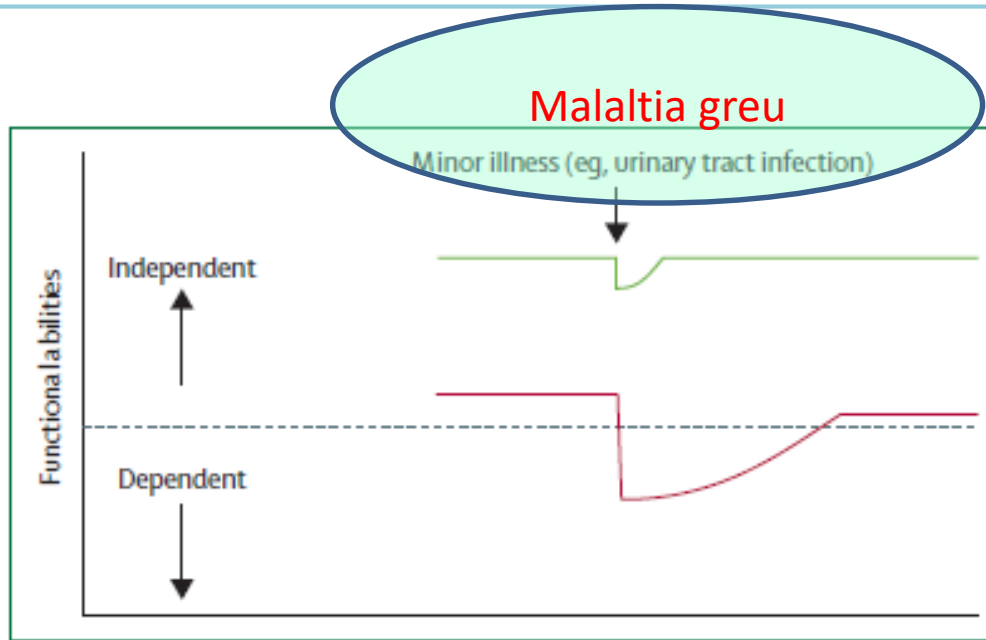 Malaltia greu
Minor illness (eg, urinary tract infection)
Independent
Functional abilities
Dependent